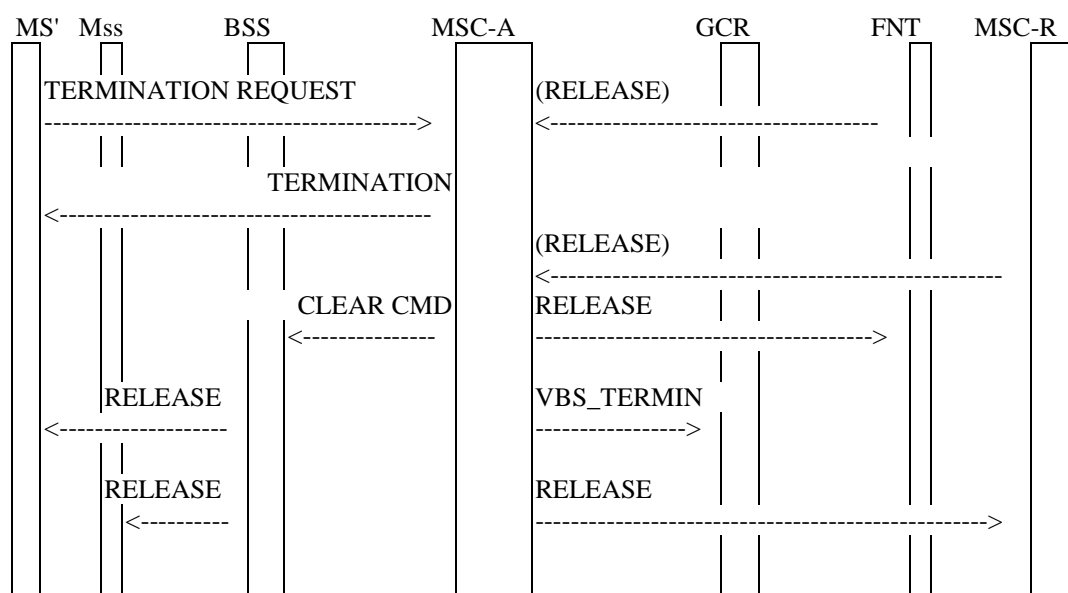 MS' Mss BSS MSC-A GCR FNT MSC-R
TERMINATION REQUEST (RELEASE)
TERMINATION
(RELEASE)
CLEAR CMD RELEASE
RELEASE VBS_TERMIN
RELEASE RELEASE